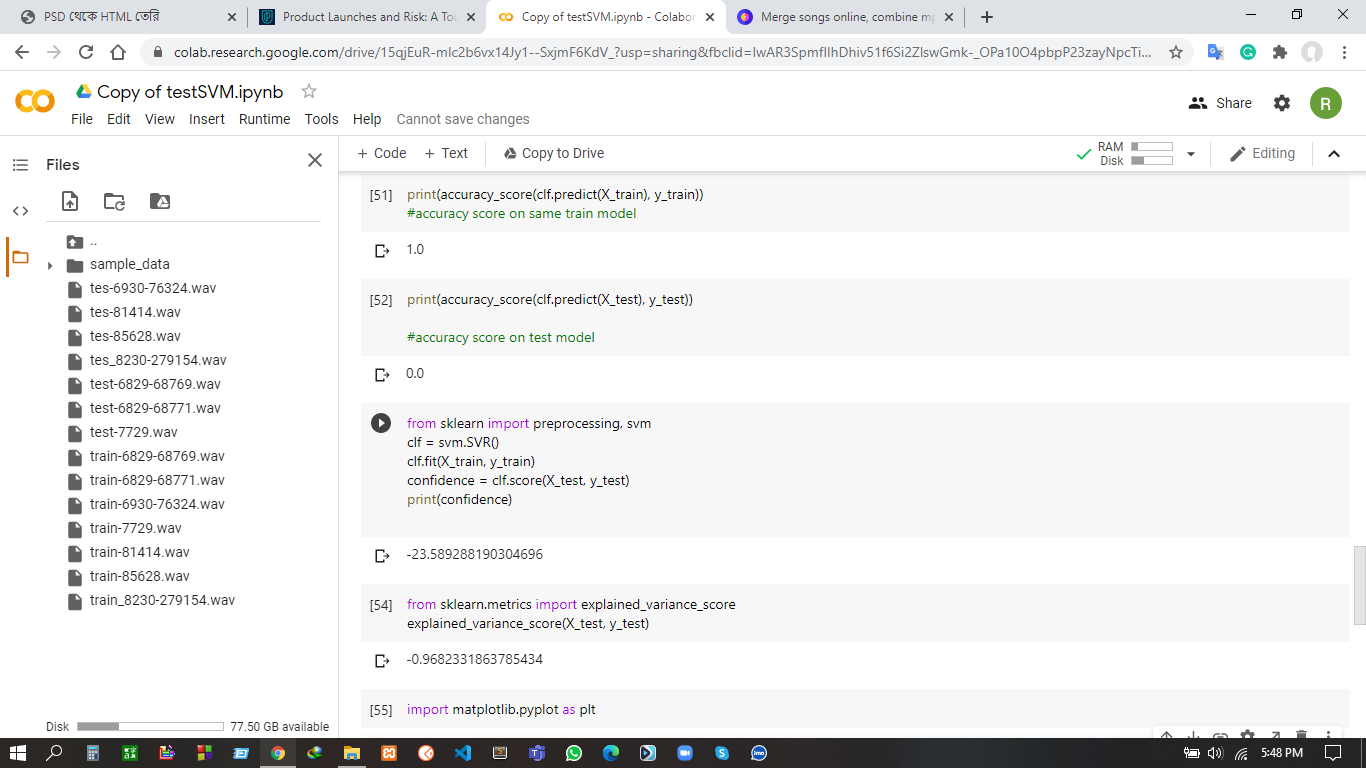 PSD থেকে HTML তৈরি
Product Launches and Risk: A Tou
Copy of testSVM.ipynb - Colabor
Merge songs online, combine mp
colab.research.google.com/drive/15qjEuR-mIc2b6vx14Jy1--SxjmF6KdV_?usp=sharing&fbclid=IwAR3SpmfIIhDhiv51f6Si2ZIswGmk-_OPa10O4pbpP23zayNpcTi...
Copy of testSVM.ipynb
File Edit View Insert Runtime Tools Help Cannot save changes
Share
R
Files
+ Code + Text Copy to Drive
RAM
Disk
Editing
..
sample_data
tes-6930-76324.wav
tes-81414.wav
tes-85628.wav
tes_8230-279154.wav
test-6829-68769.wav
test-6829-68771.wav
test-7729.wav
train-6829-68769.wav
train-6829-68771.wav
train-6930-76324.wav
train-7729.wav
train-81414.wav
train-85628.wav
train_8230-279154.wav
Disk 77.50 GB available
[51] print(accuracy_score(clf.predict(X_train), y_train))
#accuracy score on same train model
1.0
[52] print(accuracy_score(clf.predict(X_test), y_test))
#accuracy score on test model
0.0
from sklearn import preprocessing, svm
clf = svm.SVR()
clf.fit(X_train, y_train)
confidence = clf.score(X_test, y_test)
print(confidence)
-23.589288190304696
[54] from sklearn.metrics import explained_variance_score
explained_variance_score(X_test, y_test)
-0.9682331863785434
[55] import matplotlib.pyplot as plt
5:48 PM